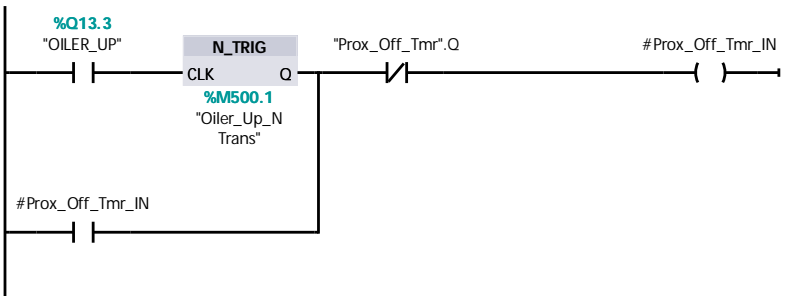 %Q13.3
"OILER_UP"
N_TRIG
"Prox_Off_Tmr".Q
#Prox_Off_Tmr_IN
CLK
Q
%M500.1
"Oiler_Up_N
Trans"
#Prox_Off_Tmr_IN